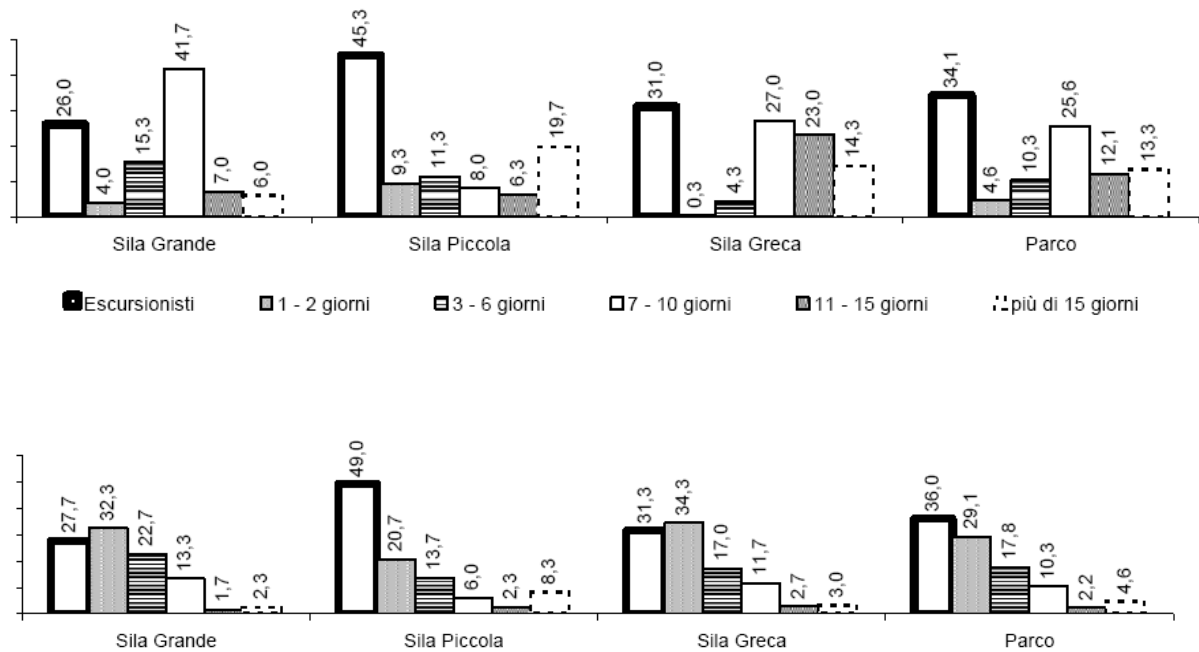 26,0 4,0 15,3 41,7 7,0 6,0
45,3 9,3 11,3 8,0 6,3 19,7
31,0 0,3 4,3 27,0 23,0 14,3
34,1 4,6 10,3 25,6 12,1 13,3
Sila Grande Sila Piccola Sila Greca Parco
Escursionisti 1 - 2 giorni 3 - 6 giorni 7 - 10 giorni 11 - 15 giorni più di 15 giorni
27,7 32,3 22,7 13,3 1,7 2,3
49,0 20,7 13,7 6,0 2,3 8,3
31,3 34,3 17,0 11,7 2,7 3,0
36,0 29,1 17,8 10,3 2,2 4,6
Sila Grande Sila Piccola Sila Greca Parco